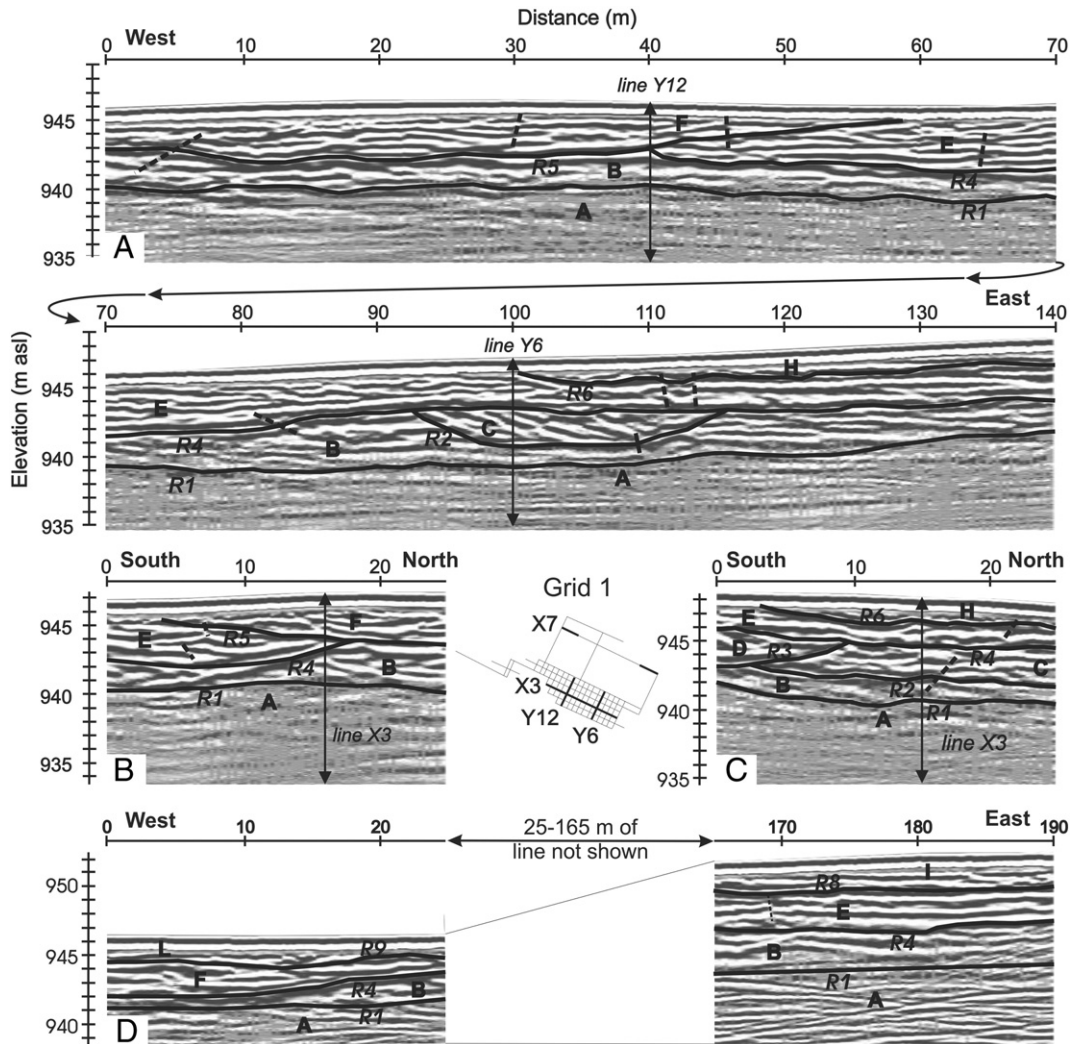 Distance (m)
West
0 10 20 30 40 50 60 70
line Y12
945
F
E
R5
B
R4
940
R1
A
A
935
70 80 90 100 110 120 130 140
East
Elevation (m asl)
line Y6
H
945
R6
E
C
R4
R2
B
940
A
R1
935
South North
0 10 20
945
F
E
R5
R4
B
940
R1
A
line X3
935
B
Grid 1
X7
X3
Y12
Y6
South North
0 10 20
E
R6
H
945
D
R3
R4
C
B
R2
940
A
R1
line X3
935
C
West
0 10 20
25-165 m of
line not shown
East
170 180 190
950
R8
I
E
945
L
R9
B
R4
F
R4
B
R1
A
940
A
R1
D